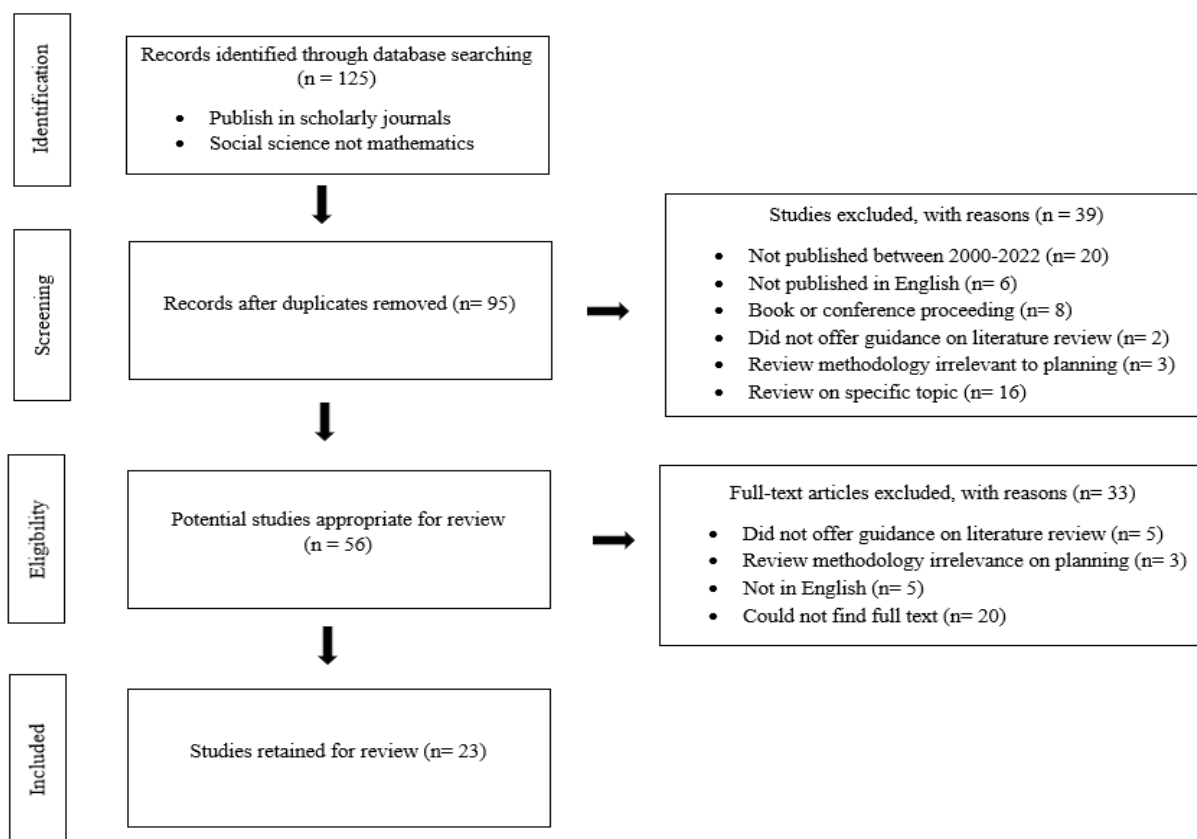 Identification
Records identified through database searching
(n = 125)
• Publish in scholarly journals
• Social science not mathematics
Screening
Records after duplicates removed (n= 95)
Studies excluded, with reasons (n = 39)
• Not published between 2000-2022 (n= 20)
• Not published in English (n= 6)
• Book or conference proceeding (n= 8)
• Did not offer guidance on literature review (n= 2)
• Review methodology irrelevant to planning (n= 3)
• Review on specific topic (n= 16)
Eligibility
Potential studies appropriate for review
(n = 56)
Full-text articles excluded, with reasons (n= 33)
• Did not offer guidance on literature review (n= 5)
• Review methodology irrelevance on planning (n= 3)
• Not in English (n= 5)
• Could not find full text (n= 20)
Included
Studies retained for review (n= 23)